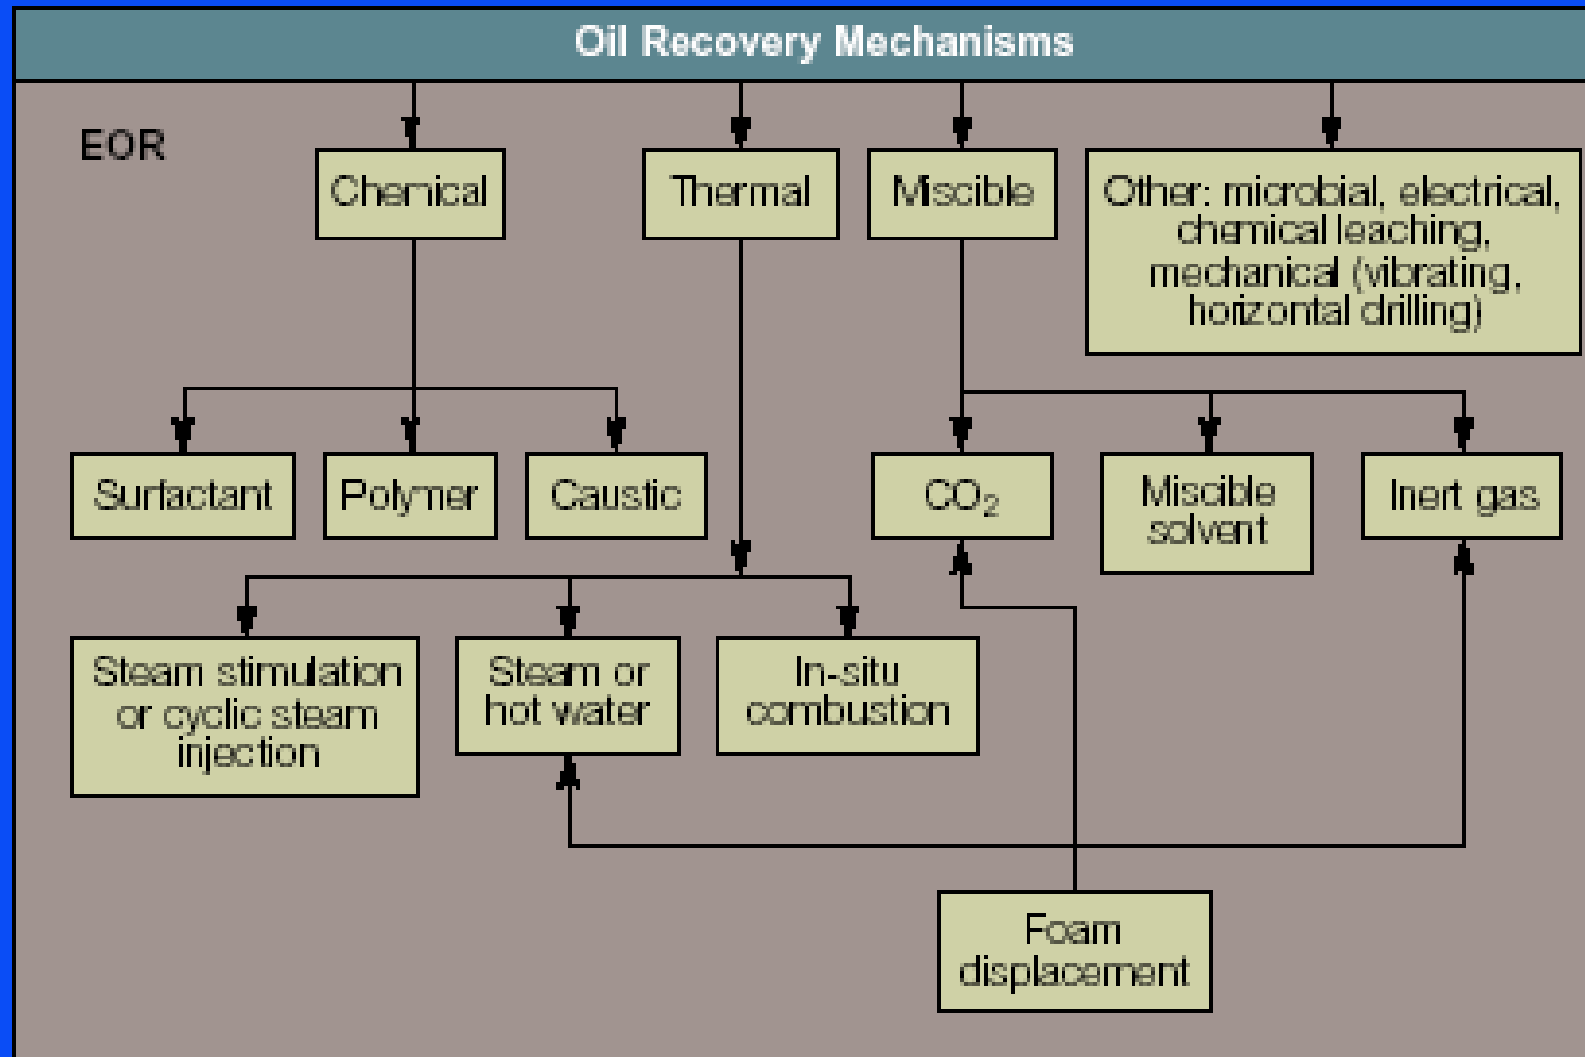 Oil Recovery Mechanisms
EOR
Chemical
Thermal
Miscible
Other: microbial, electrical,
chemical leaching,
mechanical (vibrating,
horizontal drilling)
Surfactant
Polymer
Caustic
CO₂
Miscible
solvent
Inert gas
Steam stimulation
or cyclic steam
injection
Steam or
hot water
In-situ
combustion
Foam
displacement